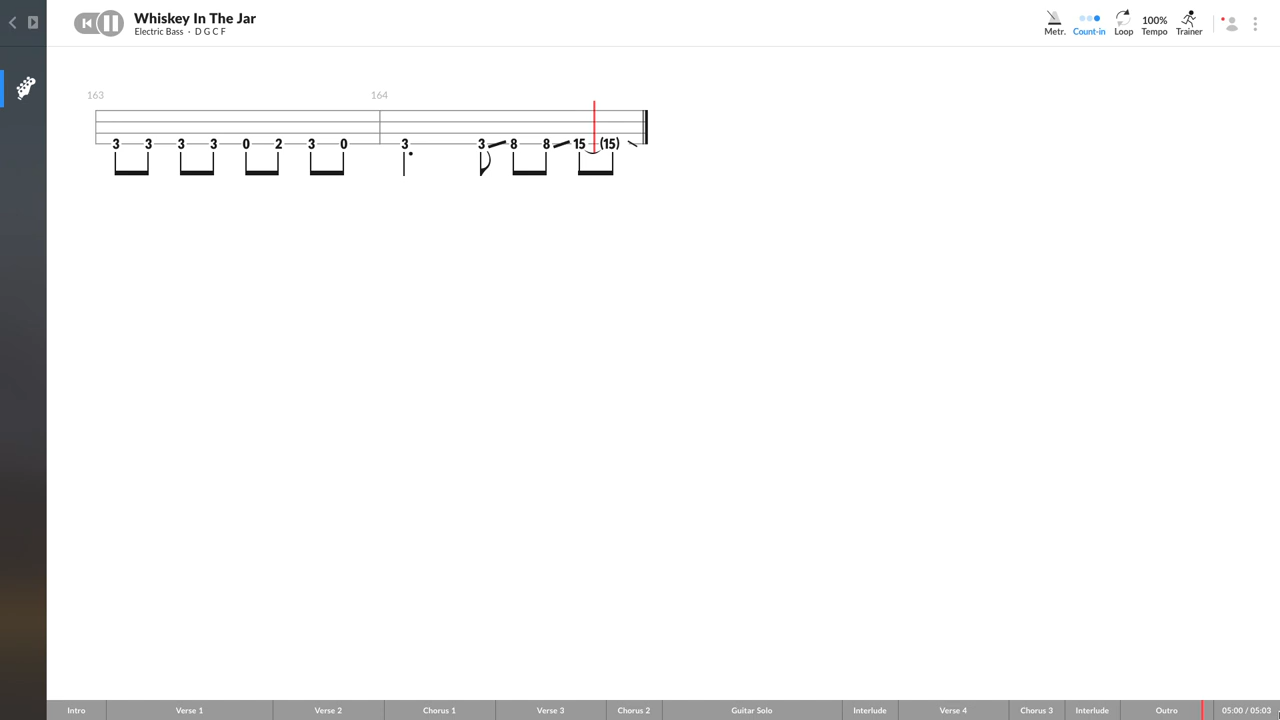 Whiskey In The Jar
Electric Bass · D G C F
Metr.
Count-in
Loop
100%
Tempo
Trainer
163
164
3 3 3 3 0 2 3 0 3 3 8 8 15 (15)
Intro
Verse 1
Verse 2
Chorus 1
Verse 3
Chorus 2
Guitar Solo
Interlude
Verse 4
Chorus 3
Interlude
Outro
05:00 / 05:03